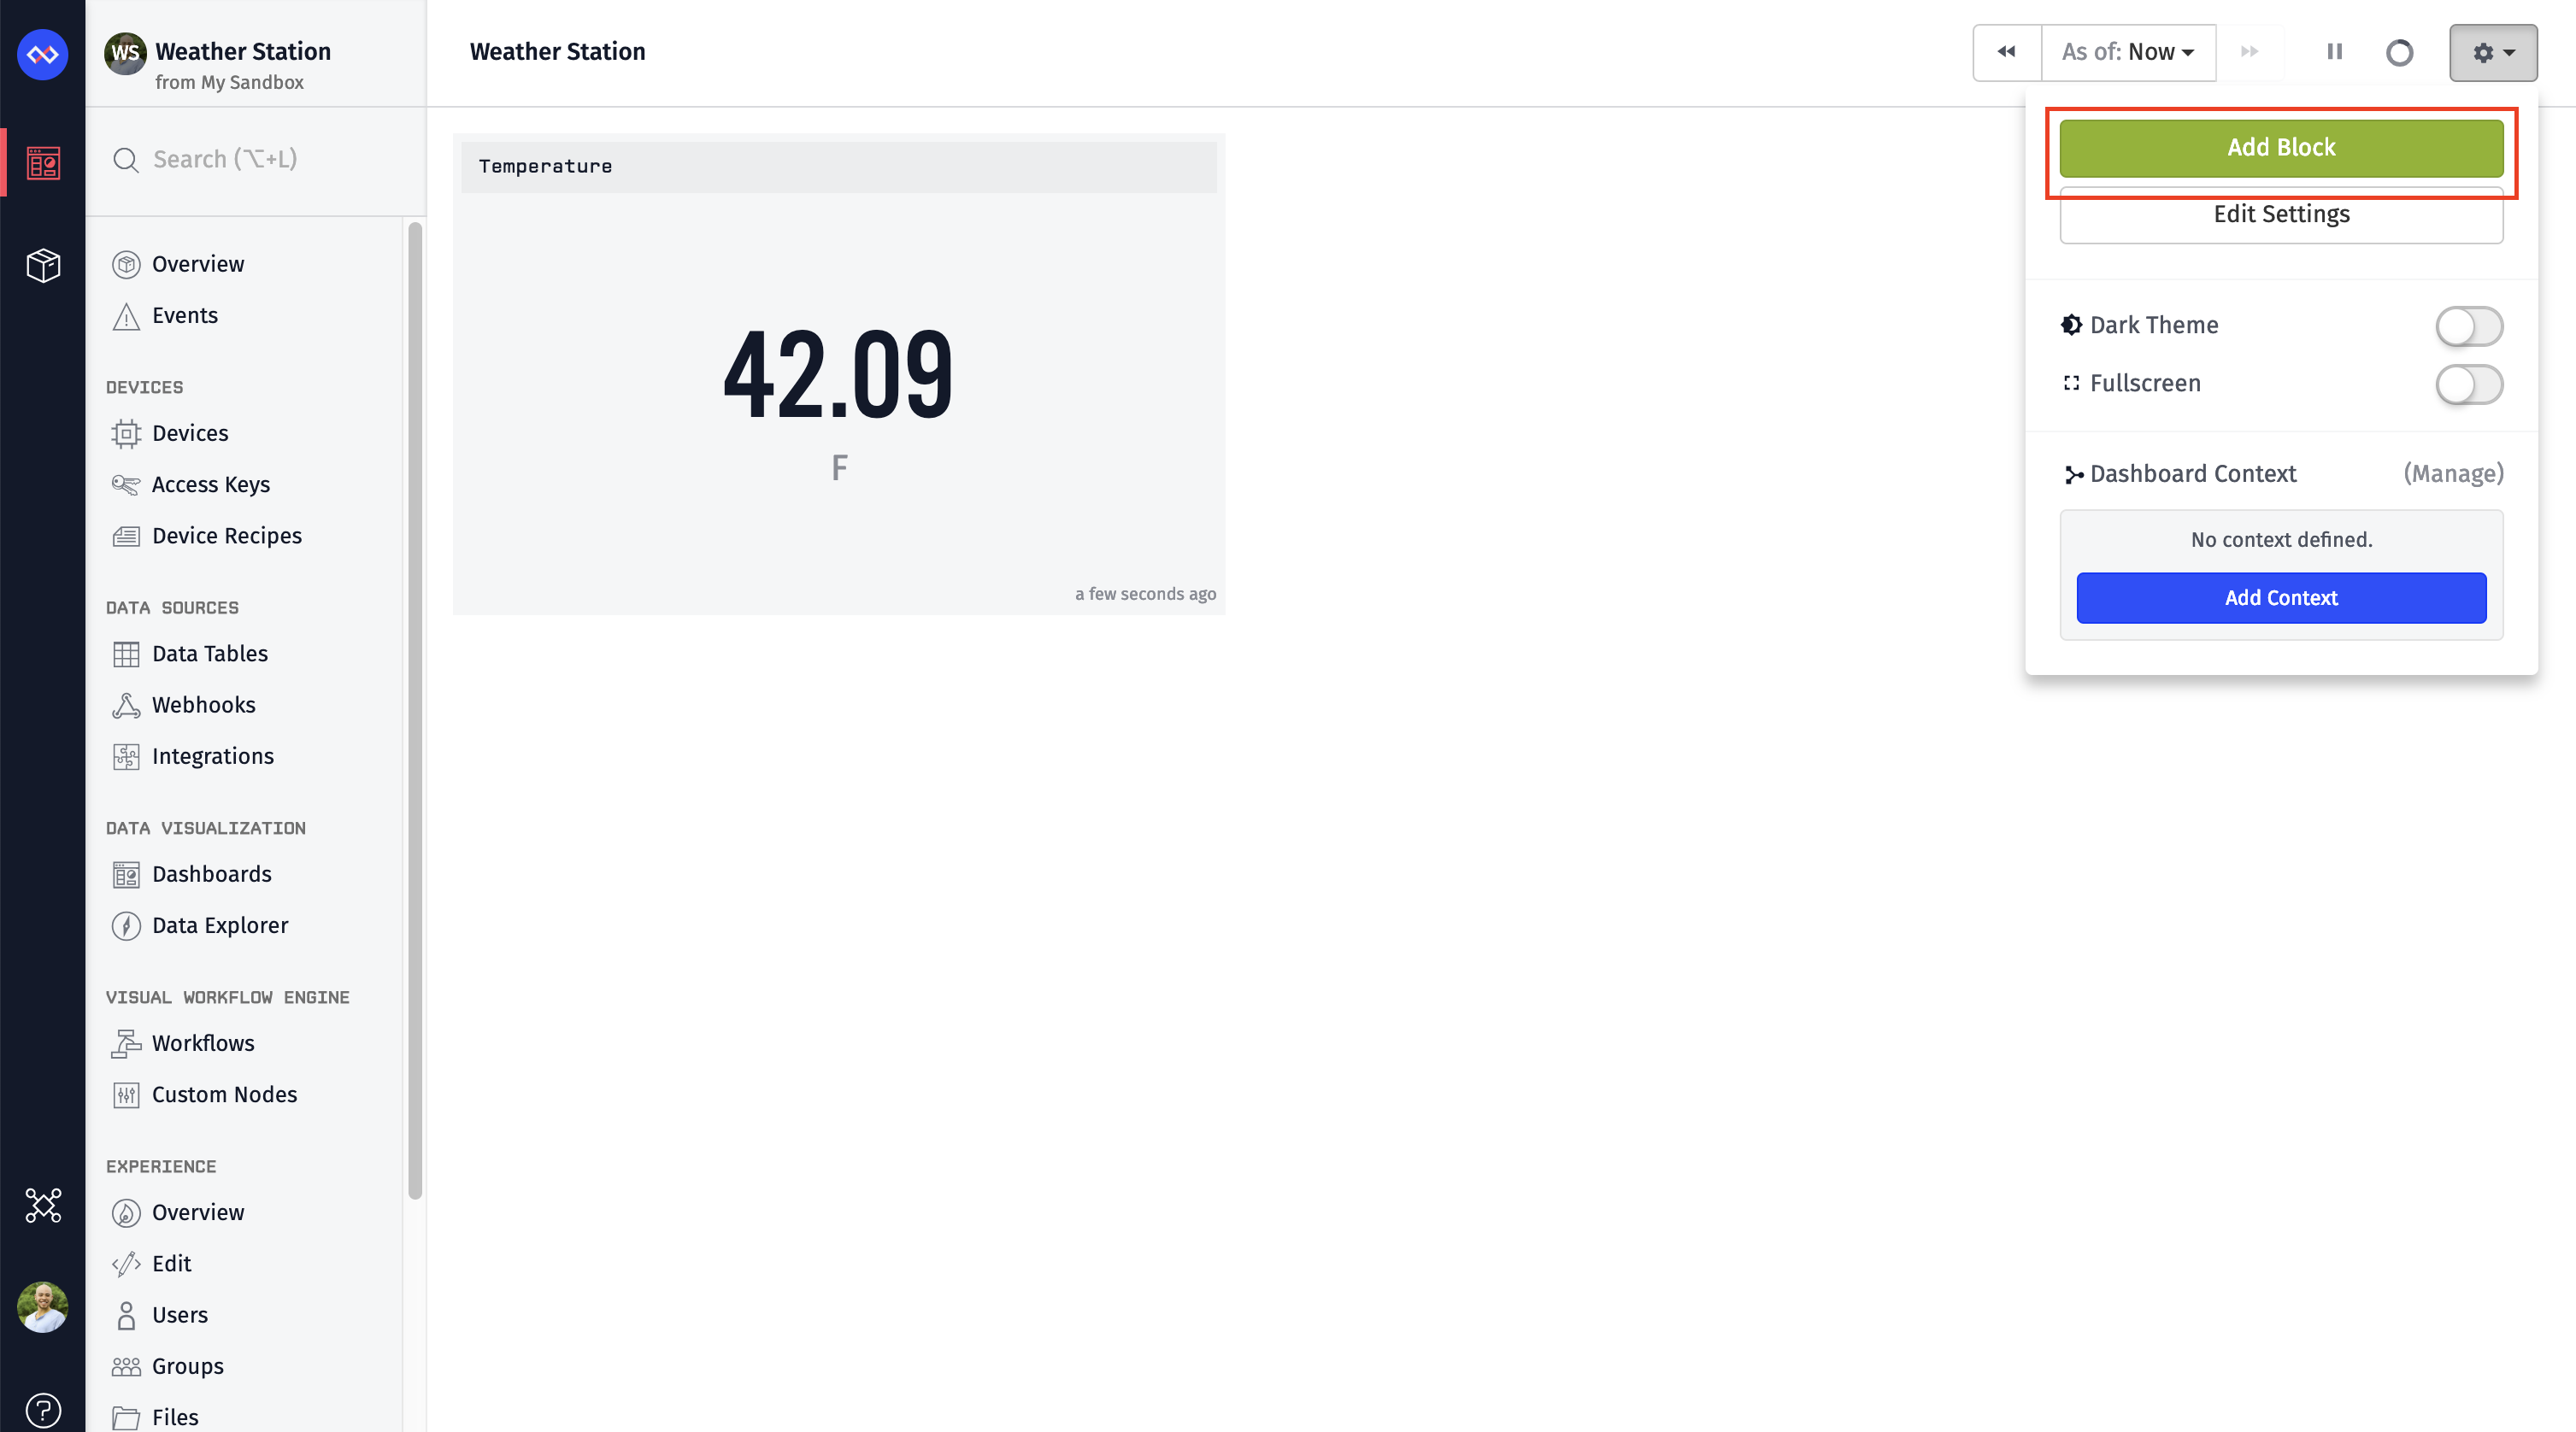 WS
Weather Station
from My Sandbox
Search (⌥+L)
Overview
Events
DEVICES
Devices
Access Keys
Device Recipes
DATA SOURCES
Data Tables
Webhooks
Integrations
DATA VISUALIZATION
Dashboards
Data Explorer
VISUAL WORKFLOW ENGINE
Workflows
Custom Nodes
EXPERIENCE
Overview
Edit
Users
Groups
Files
Weather Station
As of: Now
Temperature
42.09
F
a few seconds ago
Add Block
Edit Settings
Dark Theme
Fullscreen
Dashboard Context (Manage)
No context defined.
Add Context